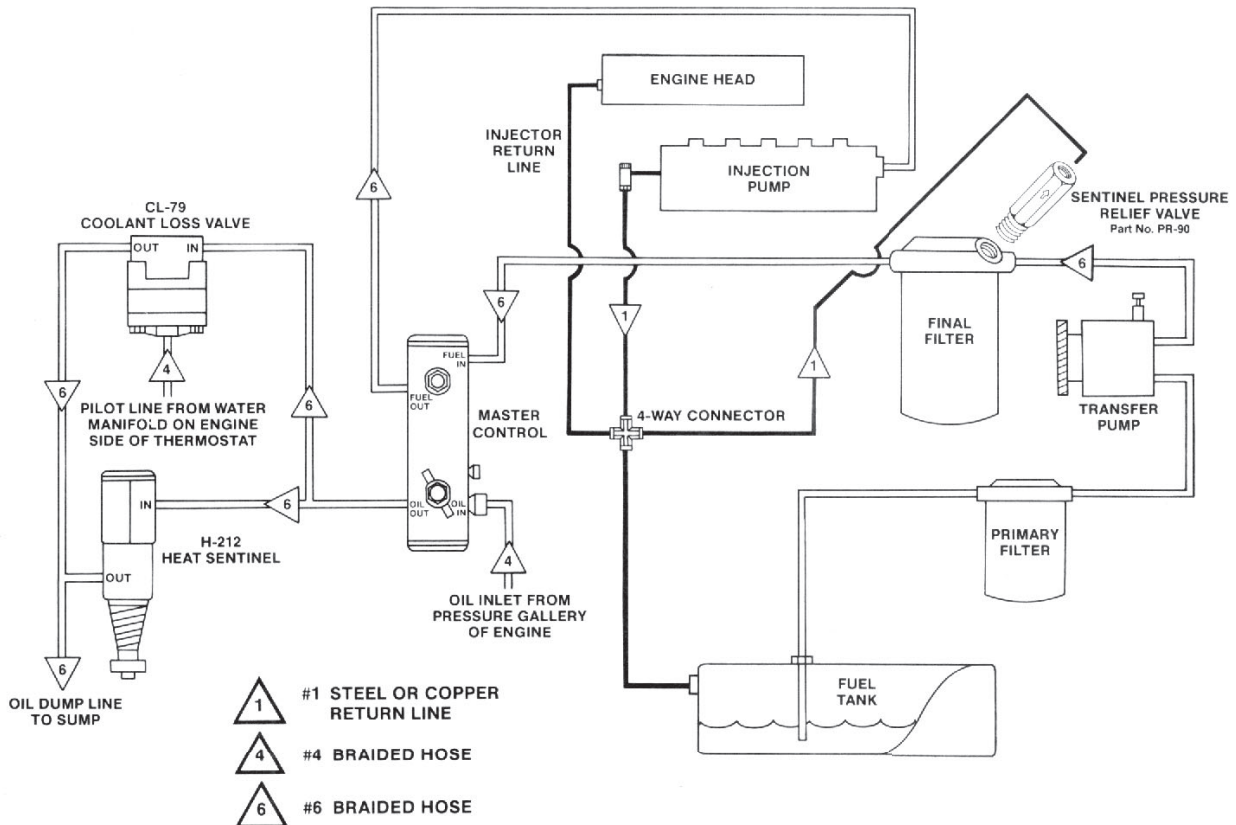 ENGINE HEAD
INJECTOR
RETURN
LINE
INJECTION
PUMP
6
CL-79
COOLANT LOSS VALVE
OUT
IN
SENTINEL PRESSURE
RELIEF VALVE
Part No. PR-90
6
6
1
FINAL
FILTER
4
FUEL
IN
FUEL
OUT
1
6
6
PILOT LINE FROM WATER
MANIFOLD ON ENGINE
SIDE OF THERMOSTAT
MASTER
CONTROL
4-WAY CONNECTOR
TRANSFER
PUMP
IN
6
OIL
OUT
OIL
IN
H-212
HEAT SENTINEL
PRIMARY
FILTER
OUT
4
OIL INLET FROM
PRESSURE GALLERY
OF ENGINE
6
OIL DUMP LINE
TO SUMP
FUEL
TANK
1
#1 STEEL OR COPPER
RETURN LINE
4
#4 BRAIDED HOSE
6
#6 BRAIDED HOSE